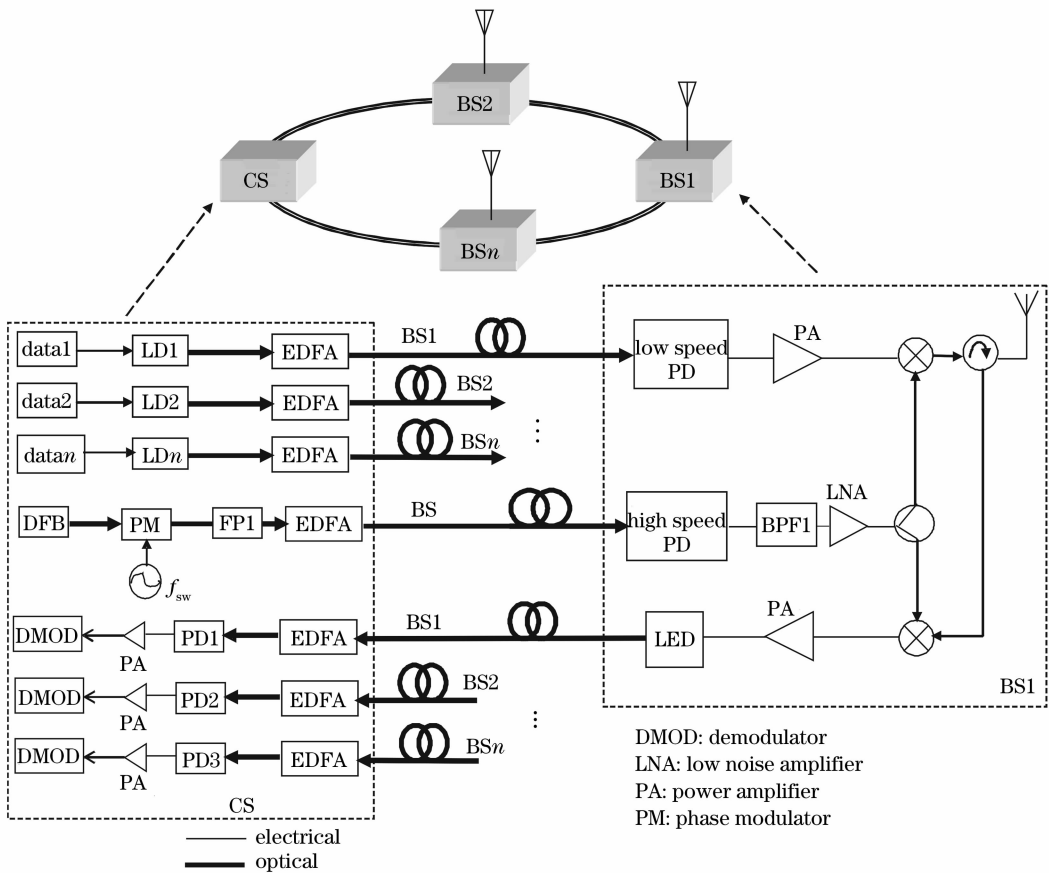 BS2
CS
BS1
BSn
data1
LD1
EDFA
BS1
low speed
PD
PA
data2
LD2
EDFA
BS2
datan
LDn
EDFA
BSn
DFB
PM
FP1
EDFA
BS
high speed
PD
BPF1
LNA
fsw
DMOD
PA
PD1
EDFA
BS1
LED
PA
DMOD
PA
PD2
EDFA
BS2
BS1
DMOD
PA
PD3
EDFA
BSn
CS
DMOD: demodulator
LNA: low noise amplifier
PA: power amplifier
PM: phase modulator
electrical
optical